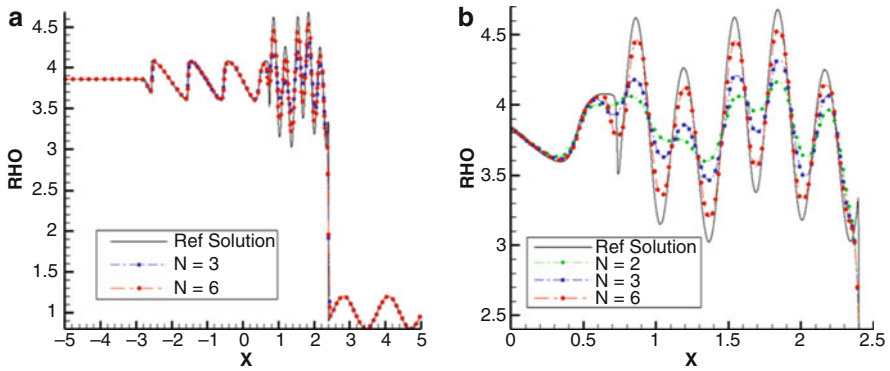 a
4.5
4
3.5
3
2.5
2
1.5
1
RHO
Ref Solution
N = 3
N = 6
−5 −4 −3 −2 −1 0 1 2 3 4 5
X
b
4.5
4
3.5
3
2.5
RHO
Ref Solution
N = 2
N = 3
N = 6
0 0.5 1 1.5 2 2.5
X